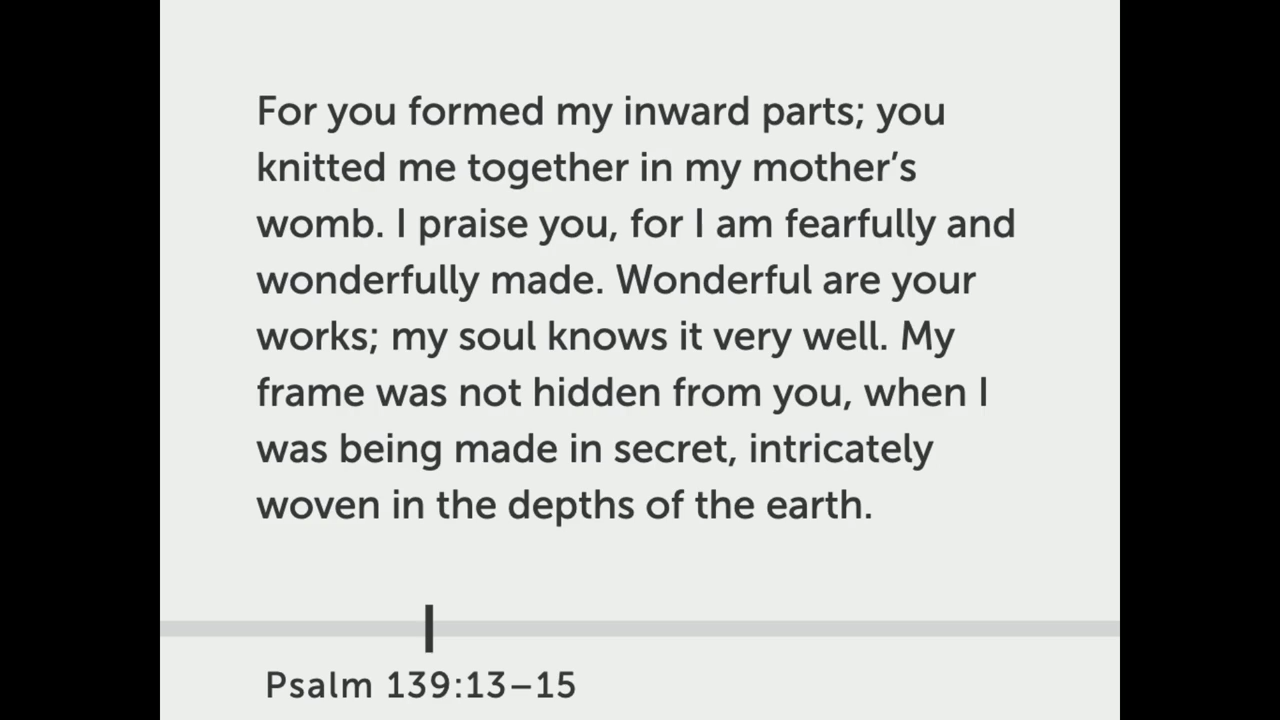 For you formed my inward parts; you
knitted me together in my mother’s
womb. I praise you, for I am fearfully and
wonderfully made. Wonderful are your
works; my soul knows it very well. My
frame was not hidden from you, when I
was being made in secret, intricately
woven in the depths of the earth.
Psalm 139:13–15